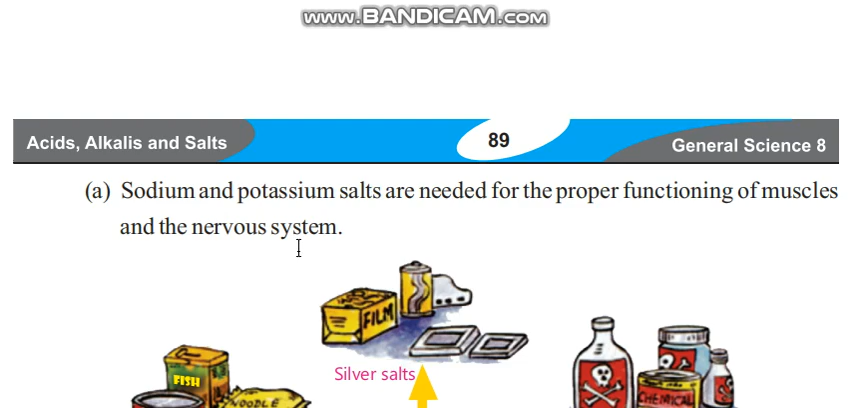 www.BANDICAM.COM
Acids, Alkalis and Salts
89
General Science 8
(a) Sodium and potassium salts are needed for the proper functioning of muscles
and the nervous system.
FILM
Silver salts
FISH
NOODLE
CHEMICAL